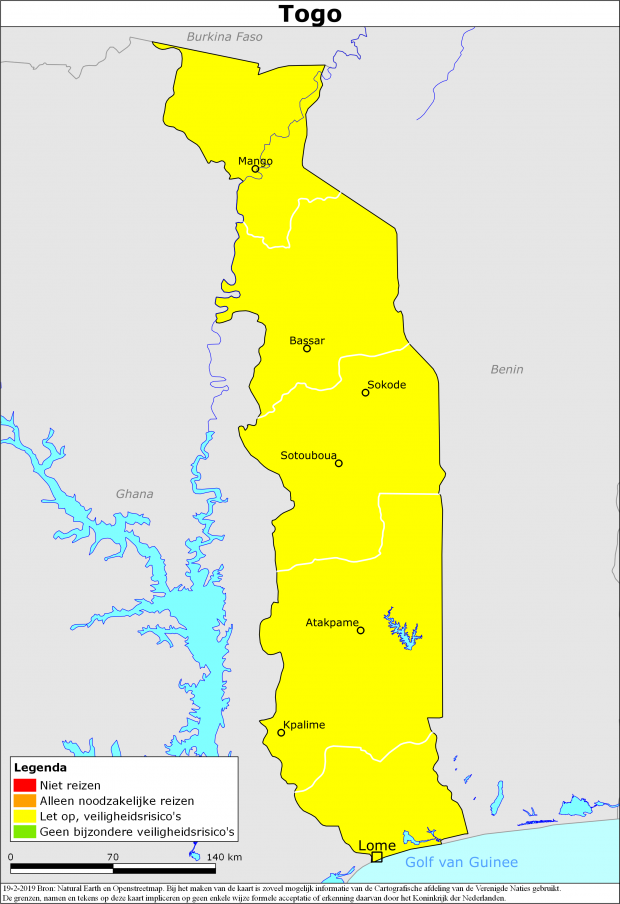 Togo
Burkina Faso
Mango
Bassar
Benin
Sokode
Sotouboua
Ghana
Atakpame
Kpalime
Legenda
Niet reizen
Alleen noodzakelijke reizen
Let op, veiligheidsrisico's
Geen bijzondere veiligheidsrisico's
Lome
Golf van Guinee
0 70 140 km
19-2-2019 Bron: Natural Earth en Openstreetmap. Bij het maken van de kaart is zoveel mogelijk informatie van de Cartografische afdeling van de Verenigde Naties gebruikt.
De grenzen, namen en tekens op deze kaart impliceren op geen enkele wijze formele acceptatie of erkenning daarvan door het Koninkrijk der Nederlanden.